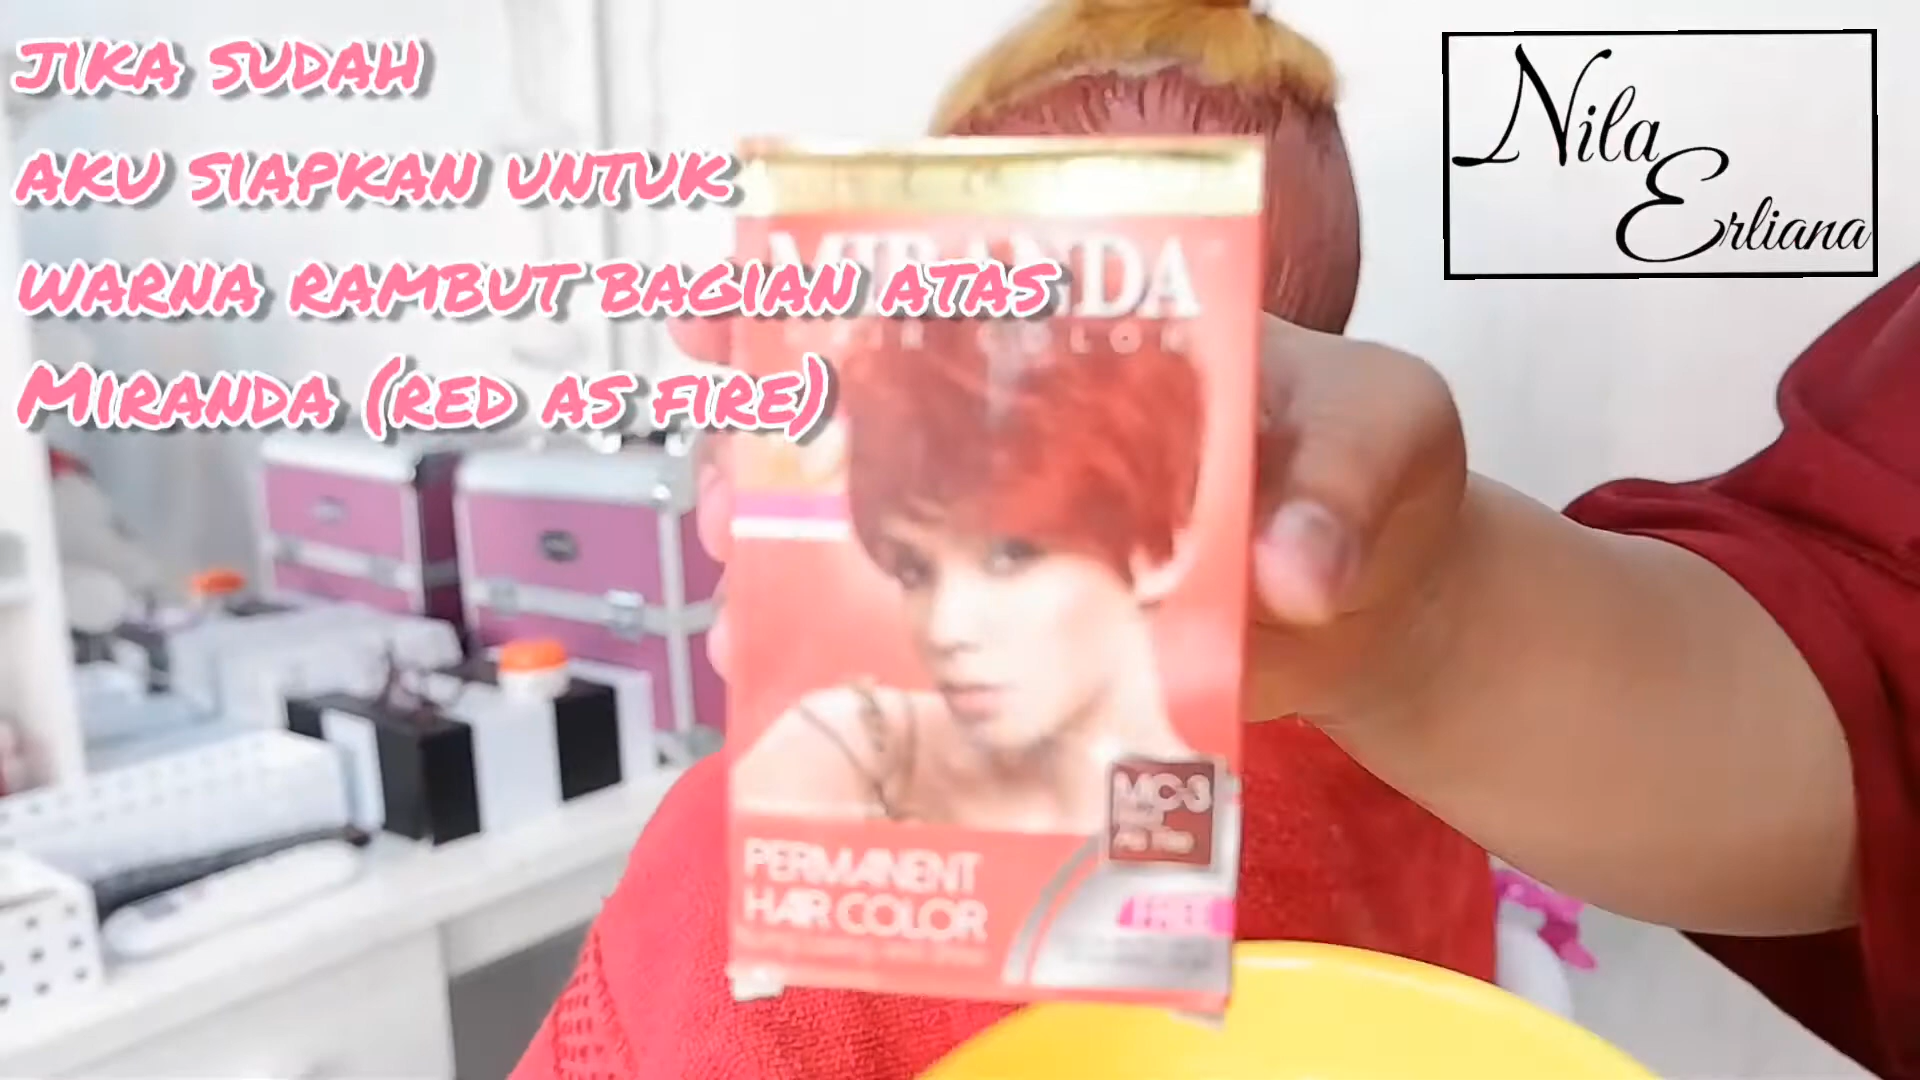 JIKA SUDAH
AKU SIAPKAN UNTUK
WARNA RAMBUT BAGIAN ATAS
MIRANDA (RED AS FIRE)
Nila
Erliana
MIRANDA
HAIR COLOR
MC-3
PERMANENT
HAIR COLOR
FREE